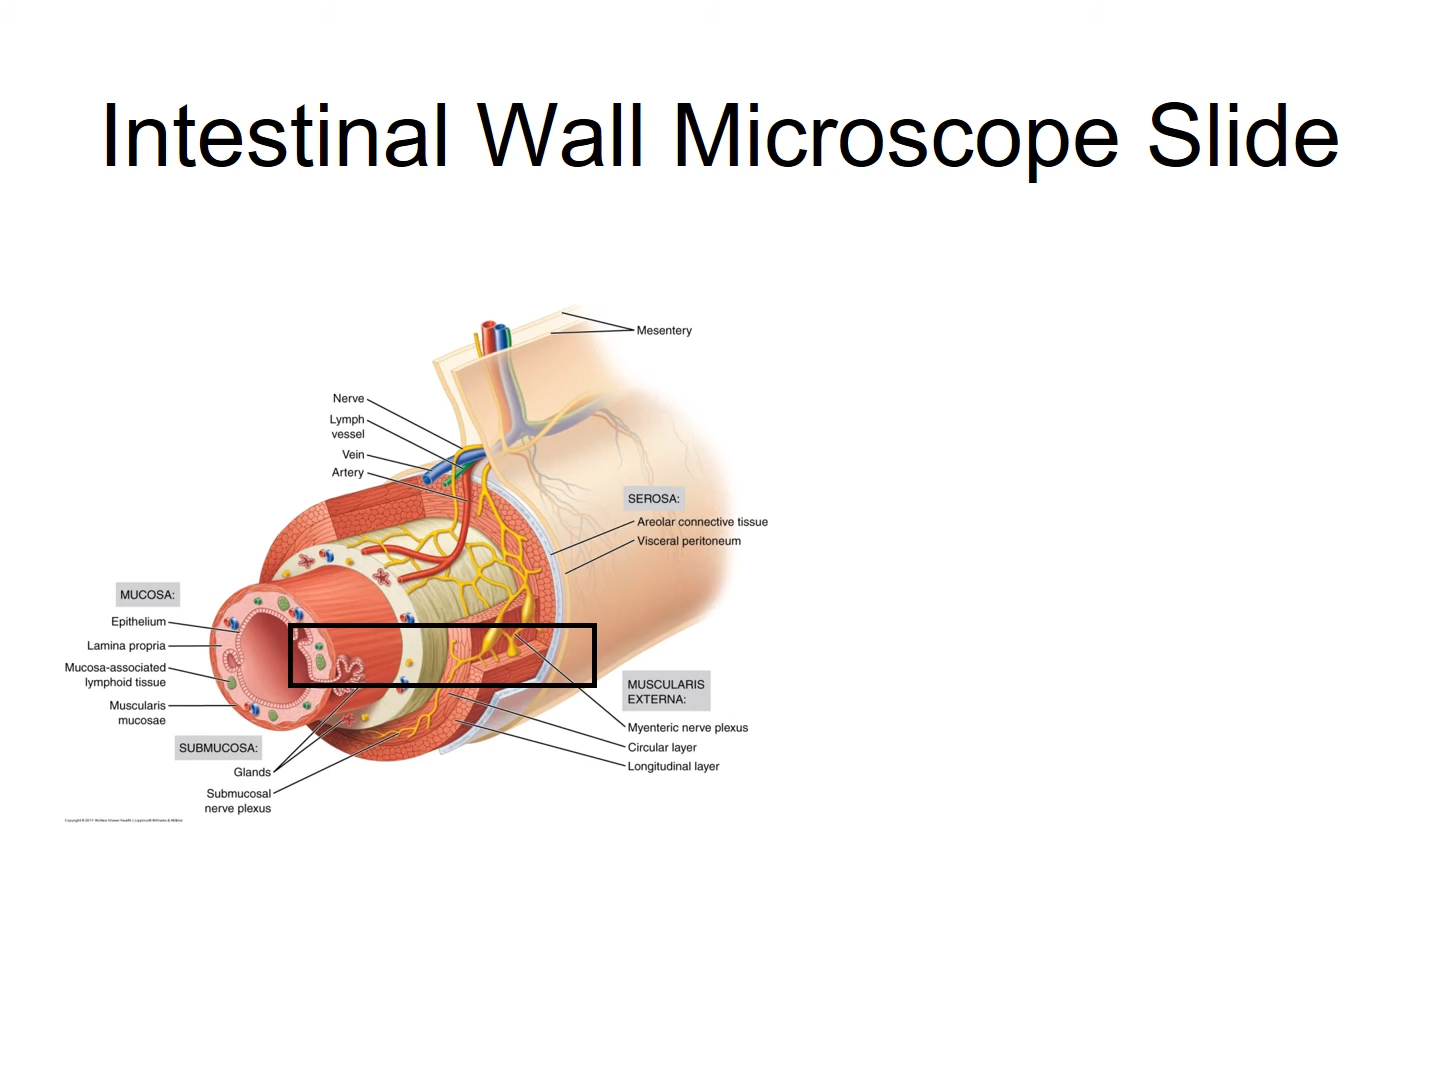 Intestinal Wall Microscope Slide
Mesentery
Nerve
Lymph
vessel
Vein
Artery
SEROSA:
Areolar connective tissue
Visceral peritoneum
MUCOSA:
Epithelium
Lamina propria
Mucosa-associated
lymphoid tissue
Muscularis
mucosae
SUBMUCOSA:
Glands
Submucosal
nerve plexus
MUSCULARIS
EXTERNA:
Myenteric nerve plexus
Circular layer
Longitudinal layer